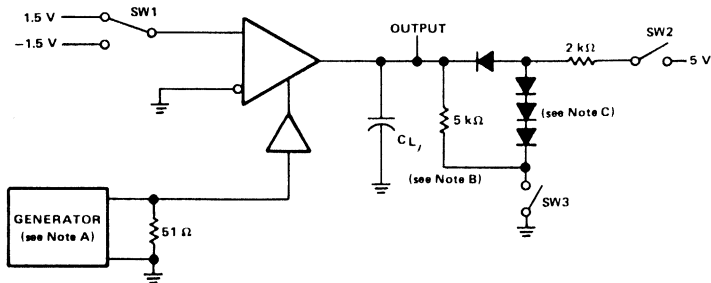 SW1
1.5 V
−1.5 V
OUTPUT
SW2
2 kΩ
5 V
5 kΩ
(see Note C)
CL
(see Note B)
SW3
GENERATOR
(see Note A)
51 Ω